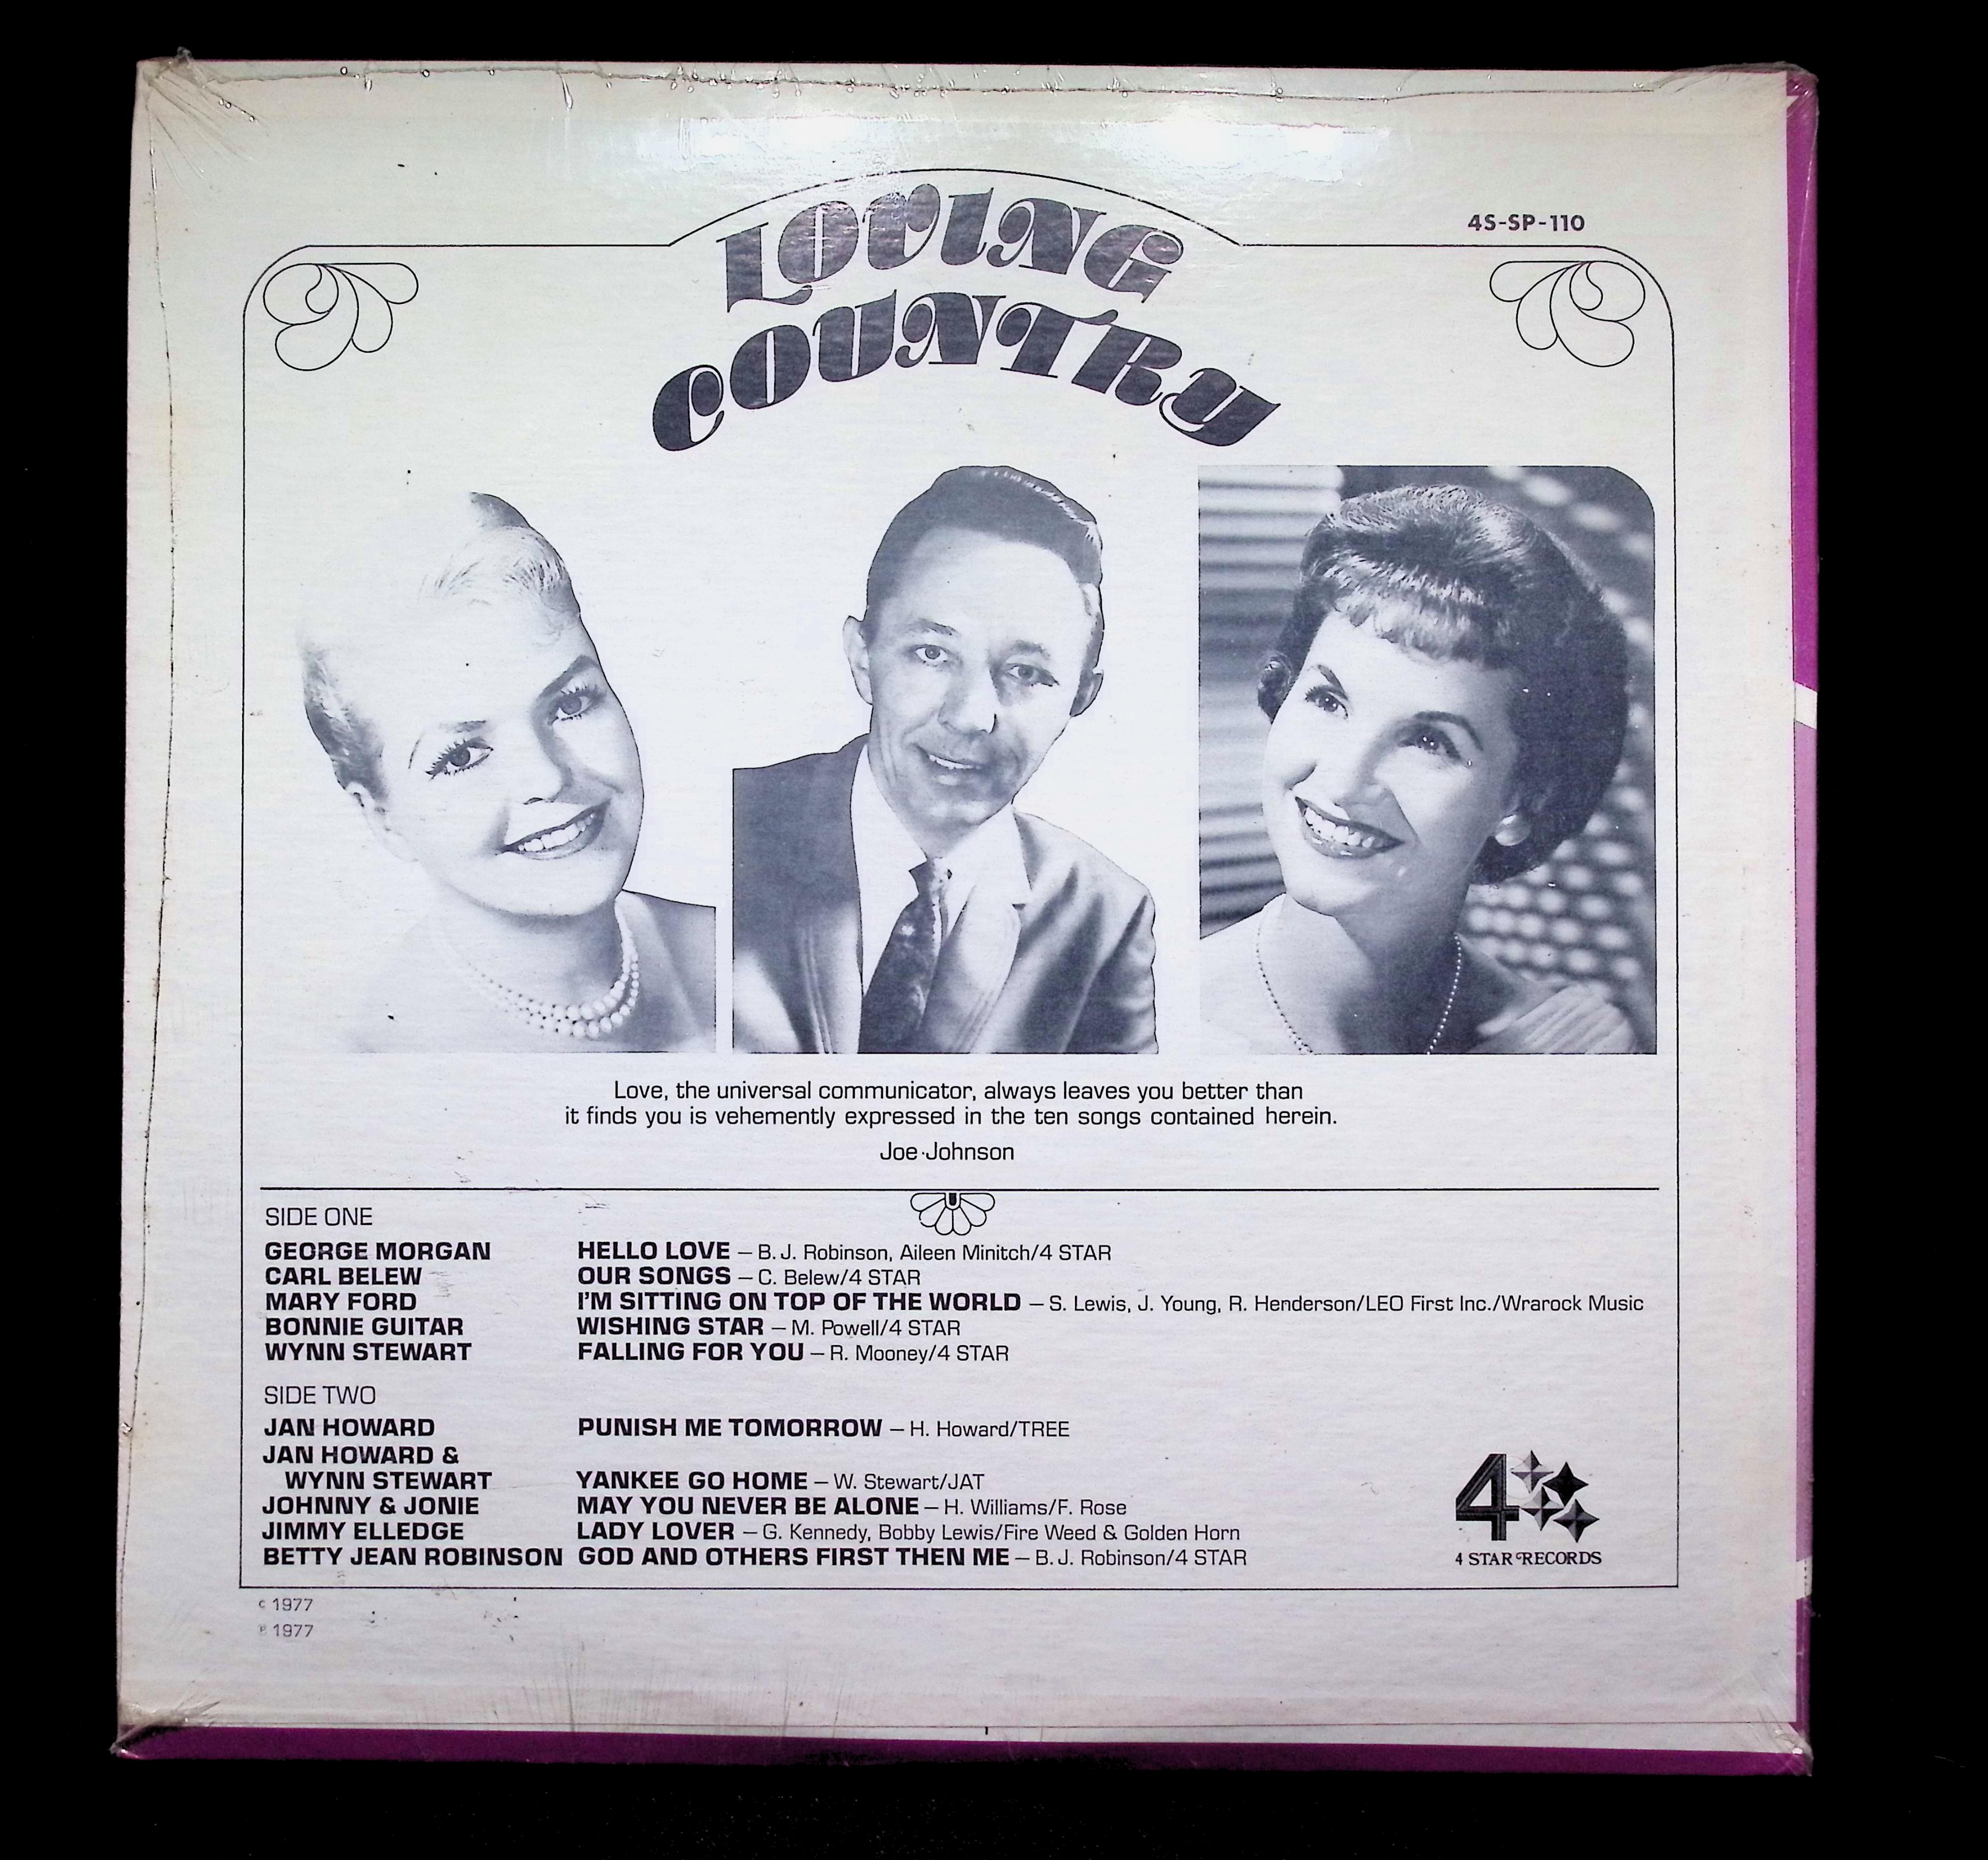 4S-SP-110
LOVING
COUNTRY
Love, the universal communicator, always leaves you better than
it finds you is vehemently expressed in the ten songs contained herein.
Joe Johnson
SIDE ONE
GEORGE MORGAN HELLO LOVE – B.J. Robinson, Aileen Minitch/4 STAR
CARL BELEW OUR SONGS – C. Belew/4 STAR
MARY FORD I'M SITTING ON TOP OF THE WORLD – S. Lewis, J. Young, R. Henderson/LEO First Inc./Wrarock Music
BONNIE GUITAR WISHING STAR – M. Powell/4 STAR
WYNN STEWART FALLING FOR YOU – R. Mooney/4 STAR
SIDE TWO
JAN HOWARD PUNISH ME TOMORROW – H. Howard/TREE
JAN HOWARD &
WYNN STEWART YANKEE GO HOME – W. Stewart/JAT
JOHNNY & JONIE MAY YOU NEVER BE ALONE – H. Williams/F. Rose
JIMMY ELLEDGE LADY LOVER – G. Kennedy, Bobby Lewis/Fire Weed & Golden Horn
BETTY JEAN ROBINSON GOD AND OTHERS FIRST THEN ME – B.J. Robinson/4 STAR
4
4 STAR RECORDS
c 1977
℗ 1977